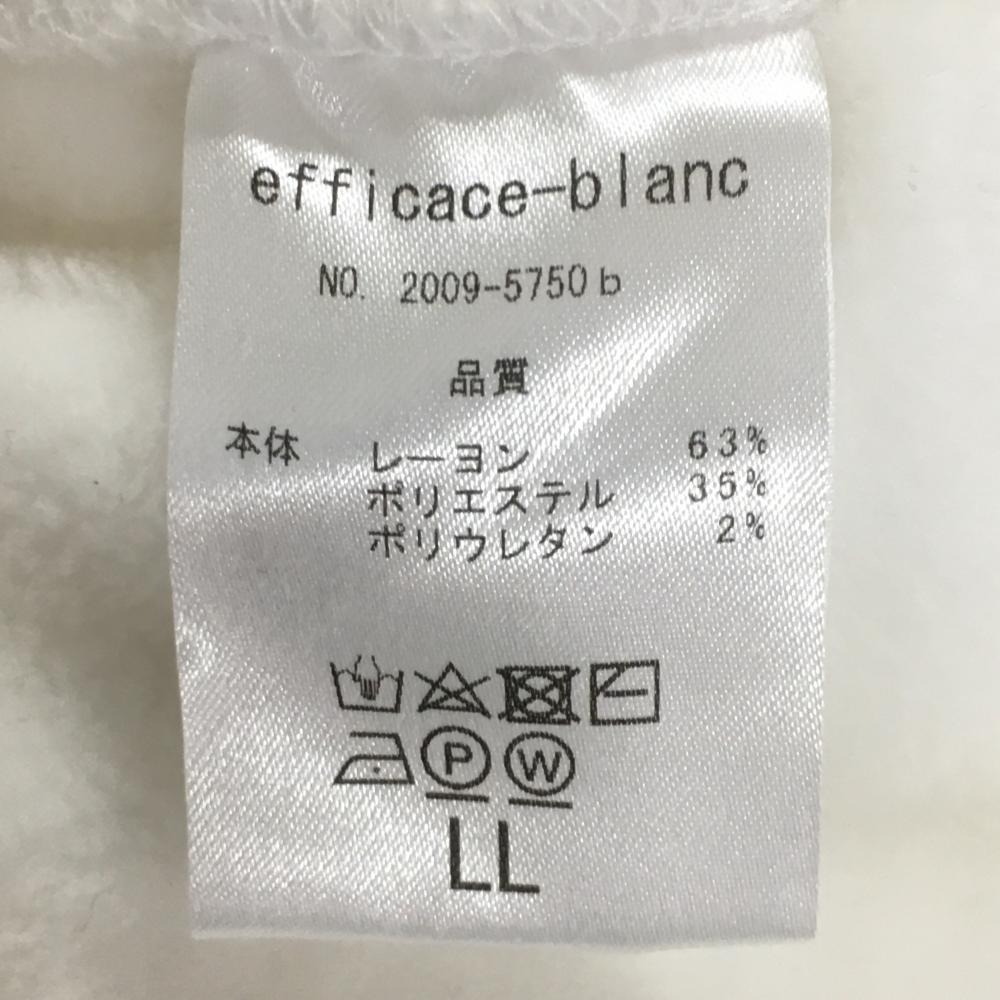 efficace-blanc
NO. 2009-5750b
品質
本体 レーヨン 63%
ポリエステル 35%
ポリウレタン 2%
P W
LL